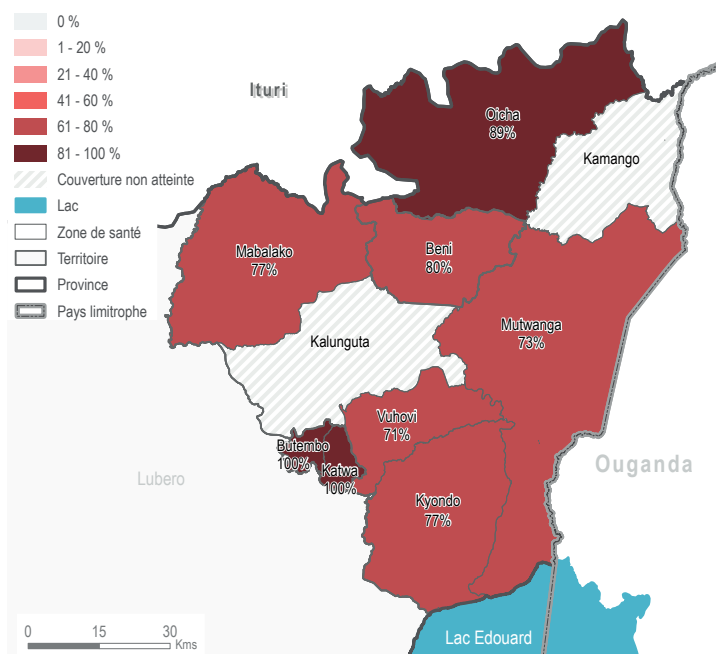 0 %
1 - 20 %
21 - 40 %
41 - 60 %
61 - 80 %
81 - 100 %
Couverture non atteinte
Lac
Zone de santé
Territoire
Province
Pays limitrophe
Ituri
Oicha
89%
Kamango
Mabalako
77%
Beni
80%
Mutwanga
73%
Kalunguta
Vuhovi
71%
Butembo
100%
Katwa
100%
Kyondo
77%
Lubero
Ouganda
Lac Edouard
0 15 30
Kms